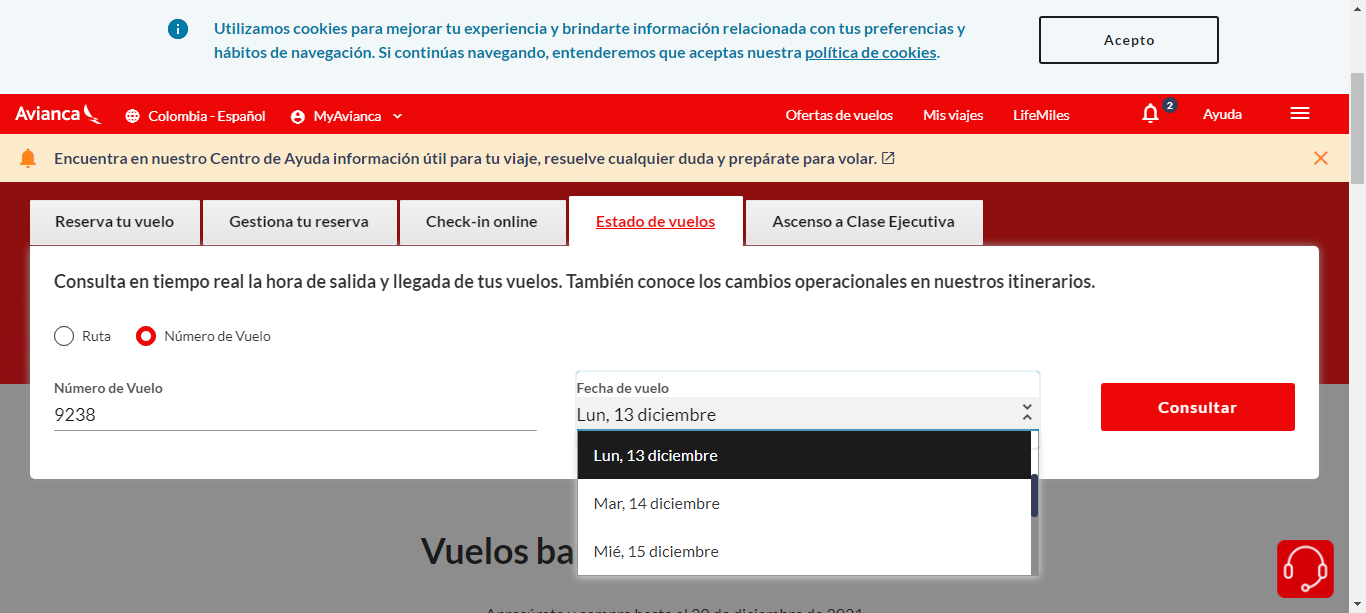 Utilizamos cookies para mejorar tu experiencia y brindarte información relacionada con tus preferencias y
hábitos de navegación. Si continúas navegando, entenderemos que aceptas nuestra política de cookies.
Acepto
Avianca
Colombia - Español
MyAvianca
Ofertas de vuelos
Mis viajes
LifeMiles
2
Ayuda
Encuentra en nuestro Centro de Ayuda información útil para tu viaje, resuelve cualquier duda y prepárate para volar.
Reserva tu vuelo
Gestiona tu reserva
Check-in online
Estado de vuelos
Ascenso a Clase Ejecutiva
Consulta en tiempo real la hora de salida y llegada de tus vuelos. También conoce los cambios operacionales en nuestros itinerarios.
Ruta
Número de Vuelo
Número de Vuelo
9238
Fecha de vuelo
Lun, 13 diciembre
Consultar
Lun, 13 diciembre
Mar, 14 diciembre
Mié, 15 diciembre
Vuelos